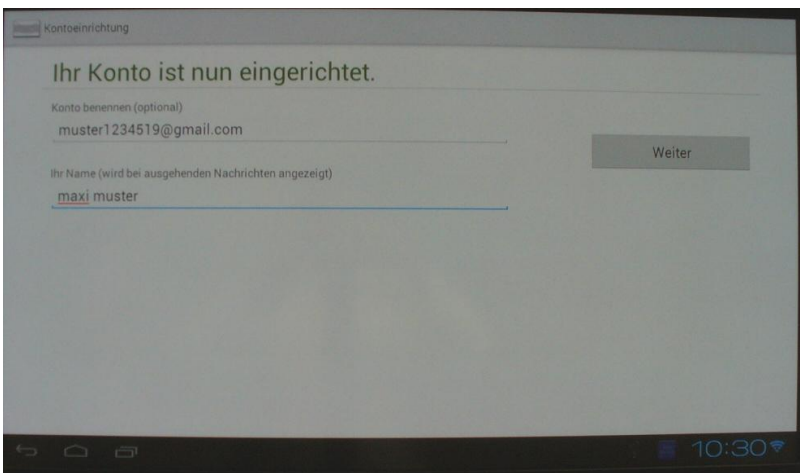 Kontoeinrichtung
Ihr Konto ist nun eingerichtet.
Konto benennen (optional)
muster1234519@gmail.com
Weiter
Ihr Name (wird bei ausgehenden Nachrichten angezeigt)
maxi muster
10:30